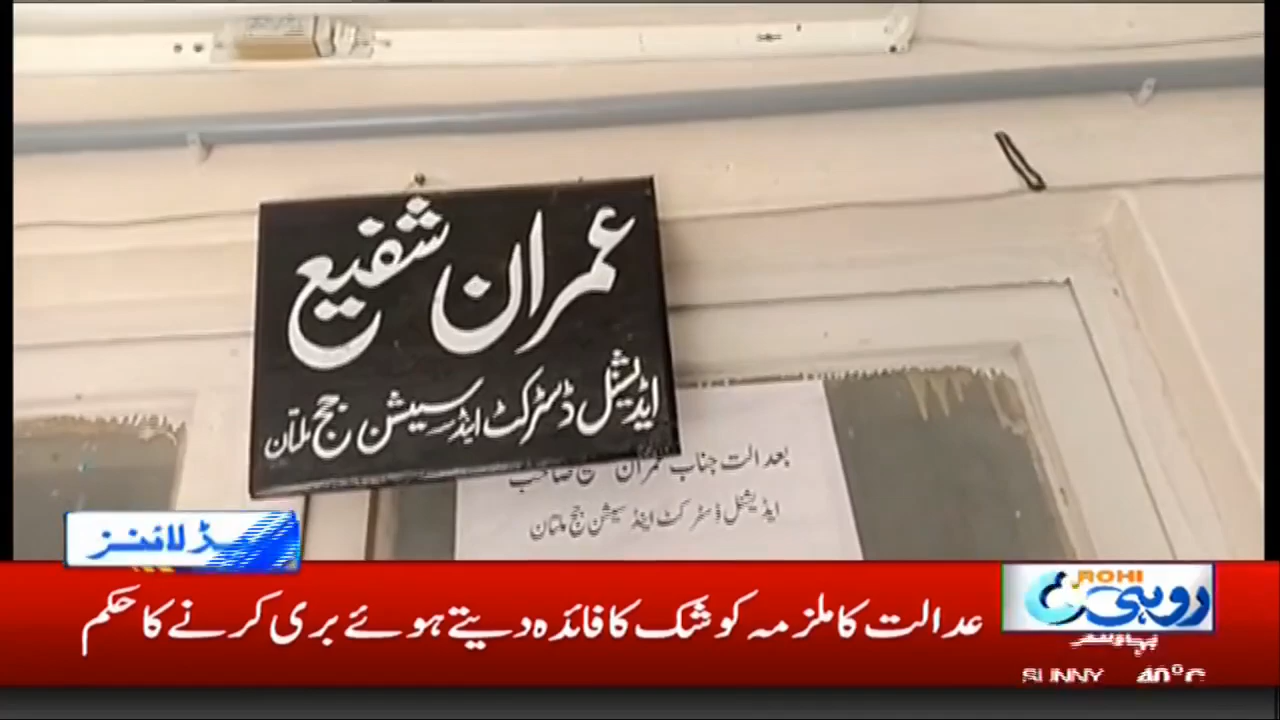 عمران شفیع
ایڈیشنل ڈسٹرکٹ اینڈ سیشن جج ملتان
بعدالت جناب عمران شفیع صاحب
ایڈیشنل ڈسٹرکٹ اینڈ سیشن جج ملتان
عدالت کا ملزمہ کو شک کا فائدہ دیتے ہوئے بری کرنے کا حکم
ROHI
روہی
SUNNY 40°C